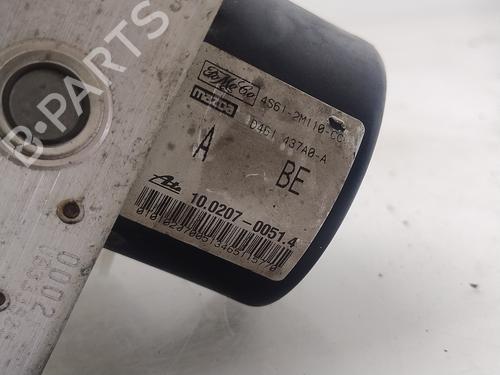 B-PARTS
FoMoCo
4S61-2M110-CC
mazda
D461 437A0-A
A
BE
Ate
10.0207-0051.4